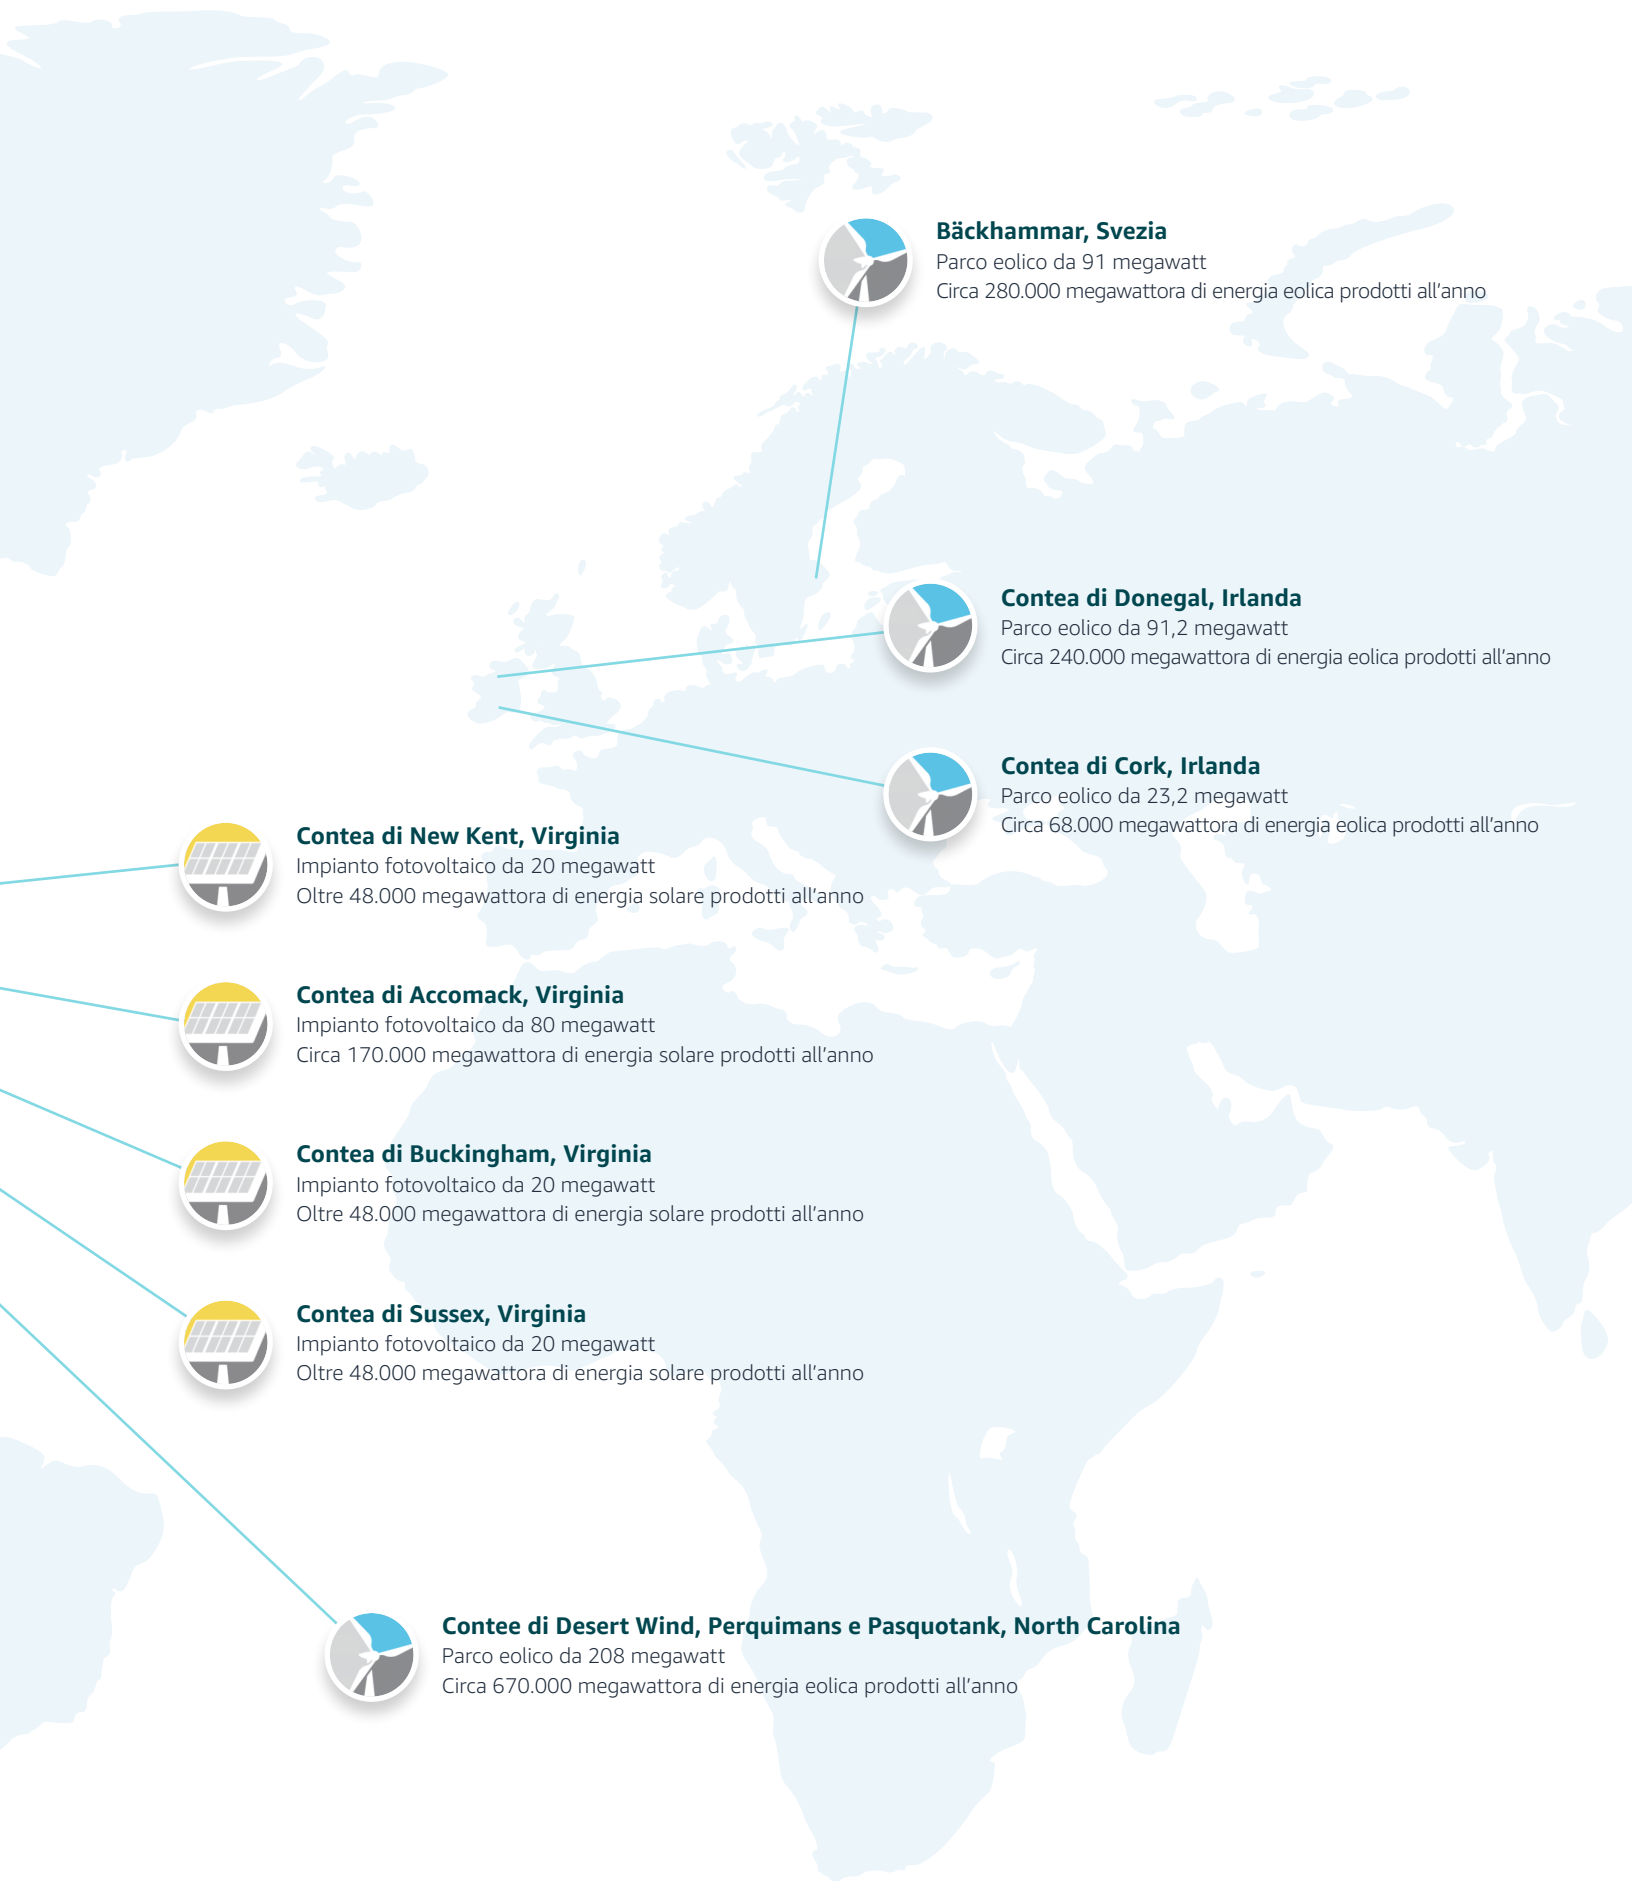 Bäckhammar, Svezia
Parco eolico da 91 megawatt
Circa 280.000 megawattora di energia eolica prodotti all'anno
Contea di Donegal, Irlanda
Parco eolico da 91,2 megawatt
Circa 240.000 megawattora di energia eolica prodotti all'anno
Contea di Cork, Irlanda
Parco eolico da 23,2 megawatt
Circa 68.000 megawattora di energia eolica prodotti all'anno
Contea di New Kent, Virginia
Impianto fotovoltaico da 20 megawatt
Oltre 48.000 megawattora di energia solare prodotti all'anno
Contea di Accomack, Virginia
Impianto fotovoltaico da 80 megawatt
Circa 170.000 megawattora di energia solare prodotti all'anno
Contea di Buckingham, Virginia
Impianto fotovoltaico da 20 megawatt
Oltre 48.000 megawattora di energia solare prodotti all'anno
Contea di Sussex, Virginia
Impianto fotovoltaico da 20 megawatt
Oltre 48.000 megawattora di energia solare prodotti all'anno
Contee di Desert Wind, Perquimans e Pasquotank, North Carolina
Parco eolico da 208 megawatt
Circa 670.000 megawattora di energia eolica prodotti all'anno